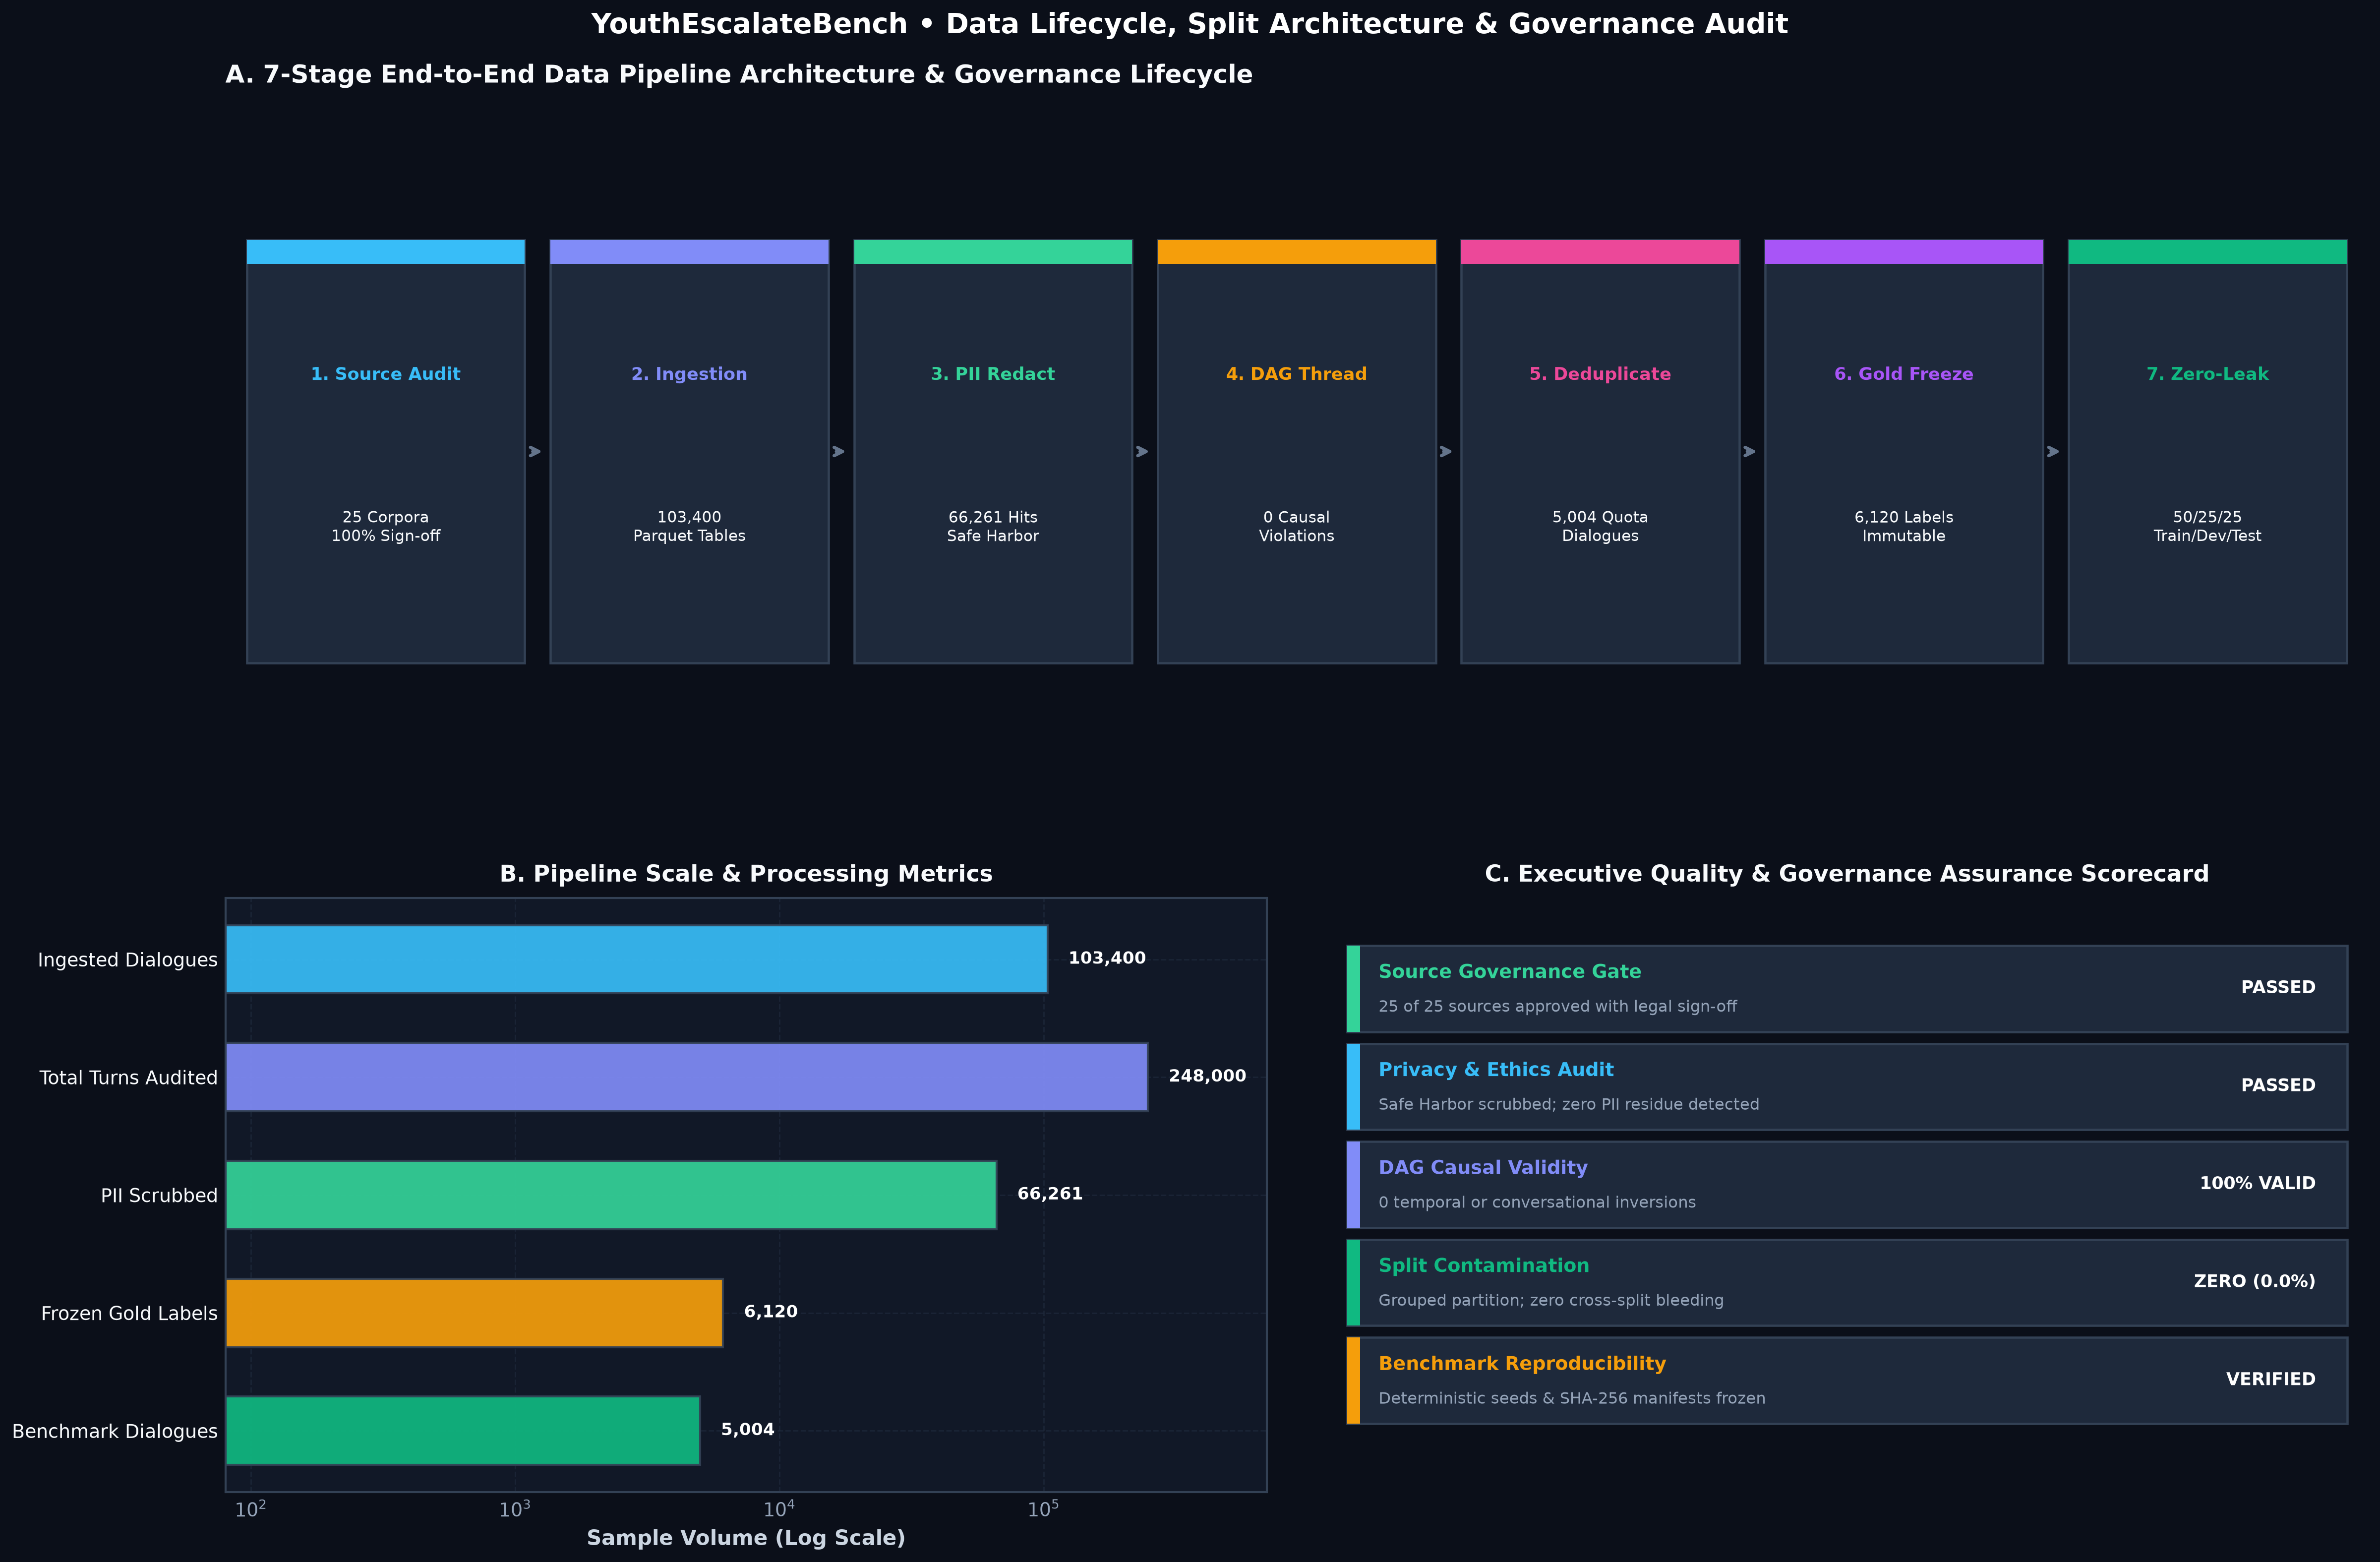 YouthEscalateBench • Data Lifecycle, Split Architecture & Governance Audit
A. 7-Stage End-to-End Data Pipeline Architecture & Governance Lifecycle
1. Source Audit
25 Corpora
100% Sign-off
2. Ingestion
103,400
Parquet Tables
3. PII Redact
66,261 Hits
Safe Harbor
4. DAG Thread
0 Causal
Violations
5. Deduplicate
5,004 Quota
Dialogues
6. Gold Freeze
6,120 Labels
Immutable
7. Zero-Leak
50/25/25
Train/Dev/Test
B. Pipeline Scale & Processing Metrics
Ingested Dialogues
103,400
Total Turns Audited
248,000
PII Scrubbed
66,261
Frozen Gold Labels
6,120
Benchmark Dialogues
5,004
10² 10³ 10⁴ 10⁵
Sample Volume (Log Scale)
C. Executive Quality & Governance Assurance Scorecard
Source Governance Gate
25 of 25 sources approved with legal sign-off
PASSED
Privacy & Ethics Audit
Safe Harbor scrubbed; zero PII residue detected
PASSED
DAG Causal Validity
0 temporal or conversational inversions
100% VALID
Split Contamination
Grouped partition; zero cross-split bleeding
ZERO (0.0%)
Benchmark Reproducibility
Deterministic seeds & SHA-256 manifests frozen
VERIFIED